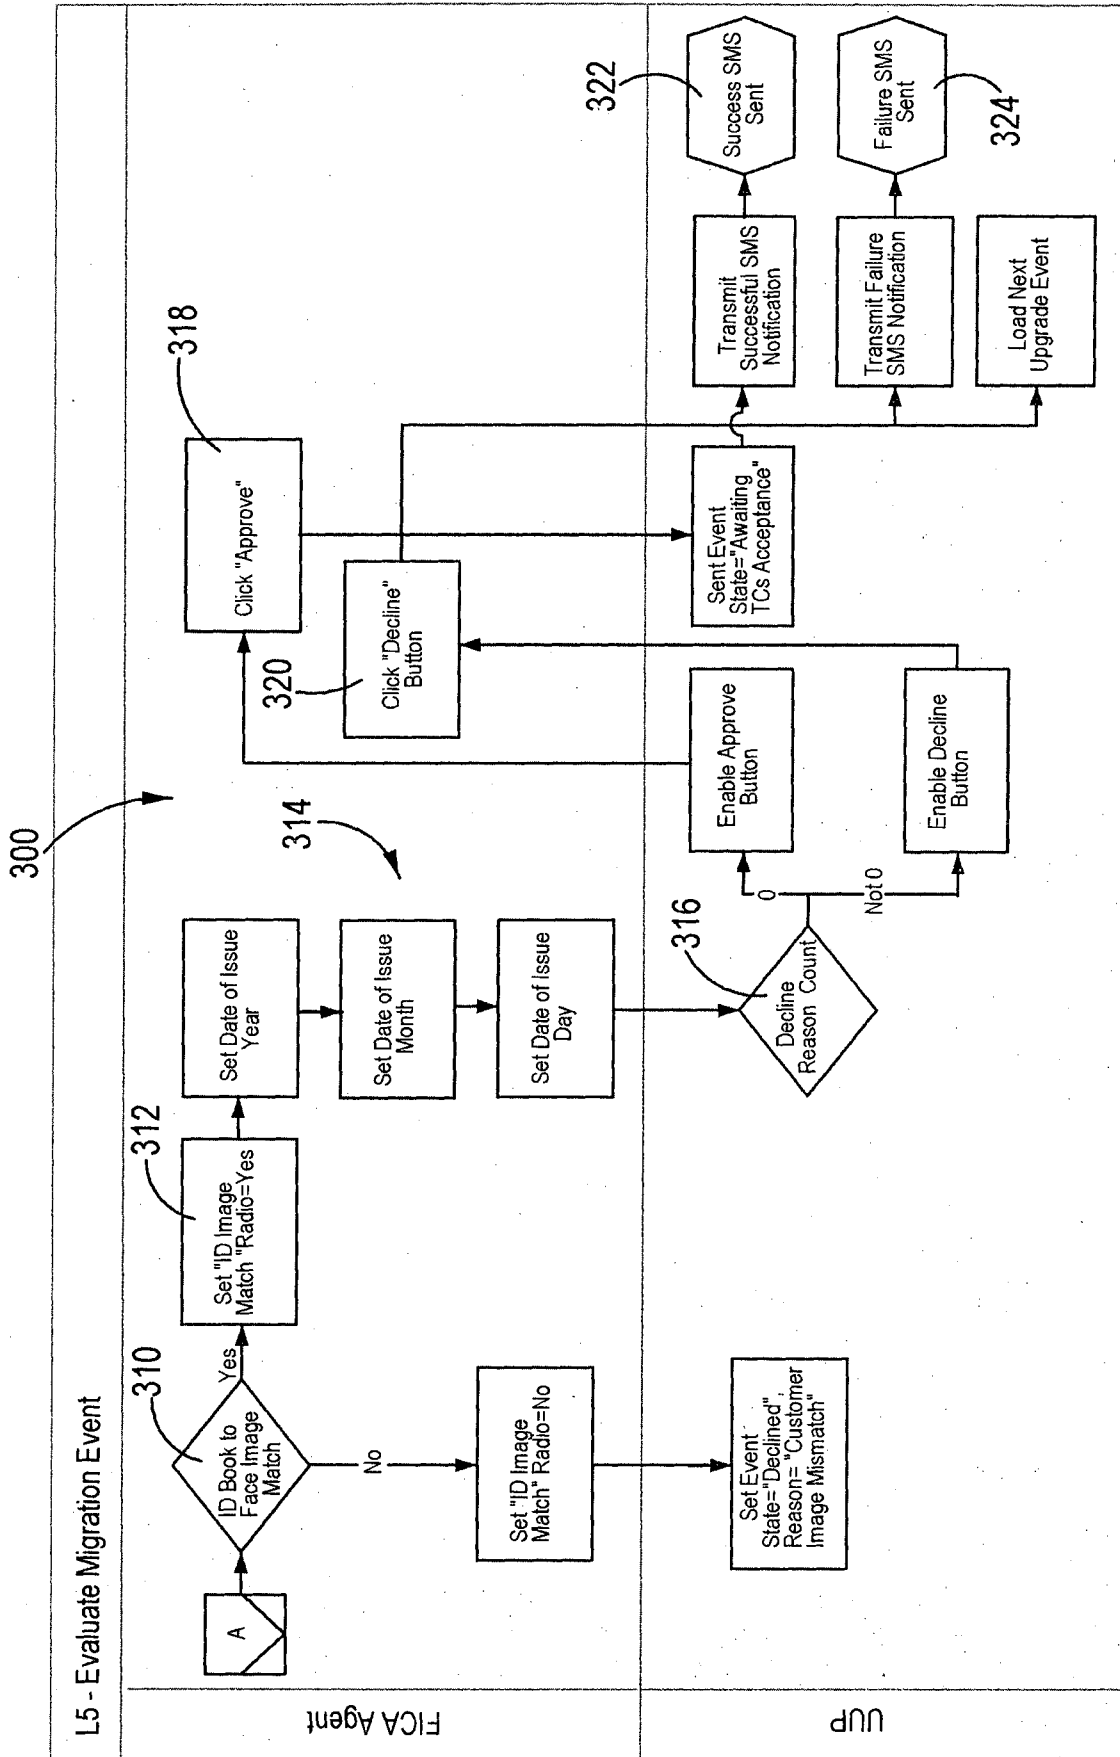 L5 - Evaluate Migration Event
300
FICA Agent
A
ID Book to
Face Image
Match
310
Yes
No
Set "ID Image
Match "Radio=Yes
312
Set "ID Image
Match" Radio=No
Set Date of Issue
Year
Set Date of Issue
Month
Set Date of Issue
Day
314
Click "Approve"
318
Click "Decline"
Button
320
UUP
Set Event
State="Declined",
Reason= "Customer
Image Mismatch"
Decline
Reason Count
316
0
Not 0
Enable Approve
Button
Enable Decline
Button
Sent Event
State="Awaiting
TCs Acceptance"
Transmit
Successful SMS
Notification
Transmit Failure
SMS Notification
Load Next
Upgrade Event
Success SMS
Sent
322
Failure SMS
Sent
324